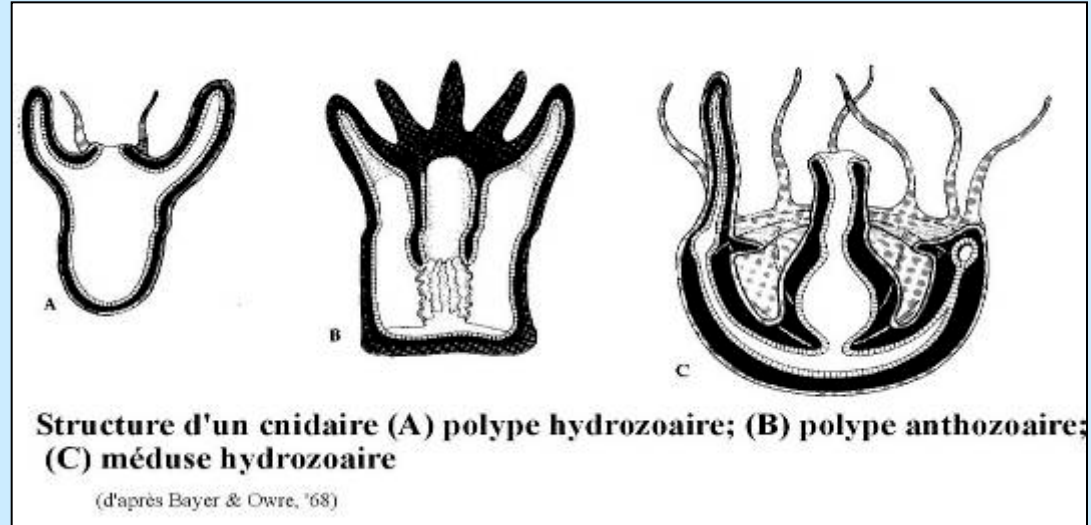 A
B
C
Structure d'un cnidaire (A) polype hydrozoaire; (B) polype anthozoaire;
(C) méduse hydrozoaire
(d'après Bayer & Owre, '68)